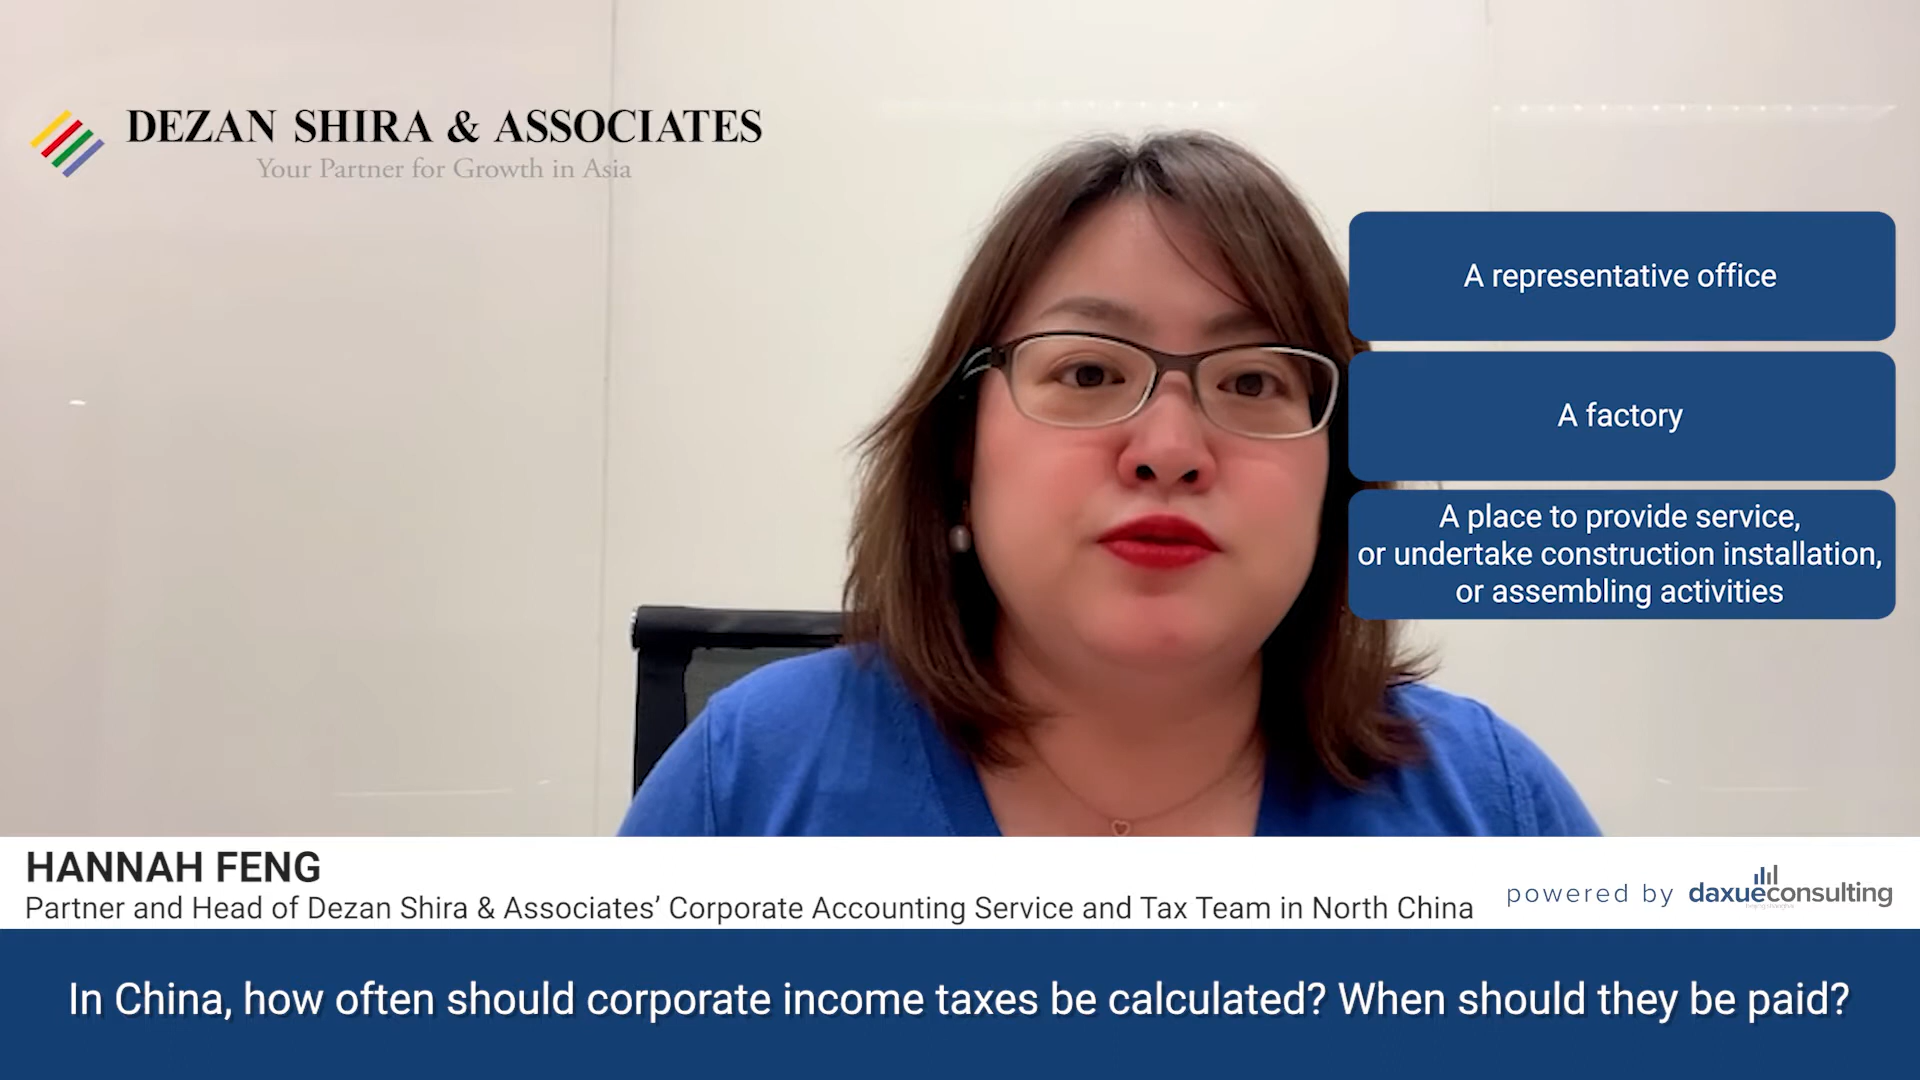 DEZAN SHIRA & ASSOCIATES
Your Partner for Growth in Asia
A representative office
A factory
A place to provide service,
or undertake construction installation,
or assembling activities
HANNAH FENG
Partner and Head of Dezan Shira & Associates’ Corporate Accounting Service and Tax Team in North China
powered by daxueconsulting
In China, how often should corporate income taxes be calculated? When should they be paid?